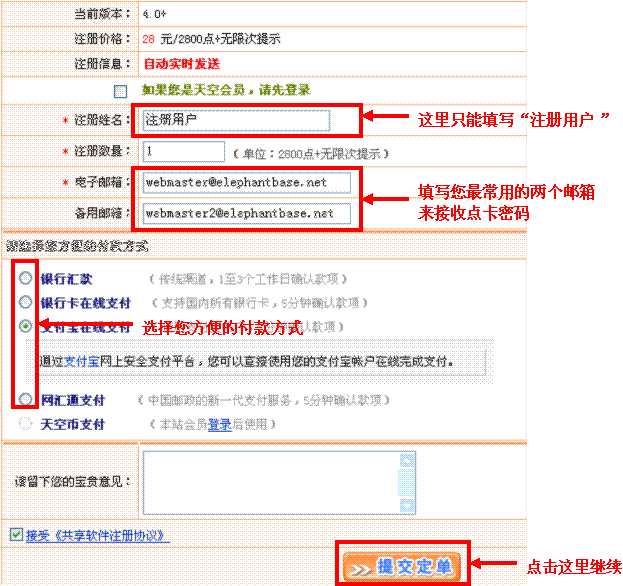 当前版本： 4.0+
注册价格： 28 元/2800点+无限次提示
注册信息： 自动实时发送
如果您是天空会员，请先登录
* 注册姓名： 注册用户
这里只能填写“注册用户 ”
* 注册数量： 1 （单位：2800点+无限次提示）
* 电子邮箱： webmaster@elephantbase.net
备用邮箱： webmaster2@elephantbase.net
填写您最常用的两个邮箱
来接收点卡密码
请选择您方便的付款方式
银行汇款 （传统渠道，1至3个工作日确认款项）
银行卡在线支付 （支持国内所有银行卡，5分钟确认款项）
支付宝在线支付
选择您方便的付款方式
通过支付宝网上安全支付平台，您可以直接使用您的支付宝帐户在线完成支付。
网汇通支付 （中国邮政的新一代支付服务，5分钟确认款项）
天空币支付 （本站会员登录后使用）
请留下您的宝贵意见：
接受《共享软件注册协议》
>> 提交定单
点击这里继续